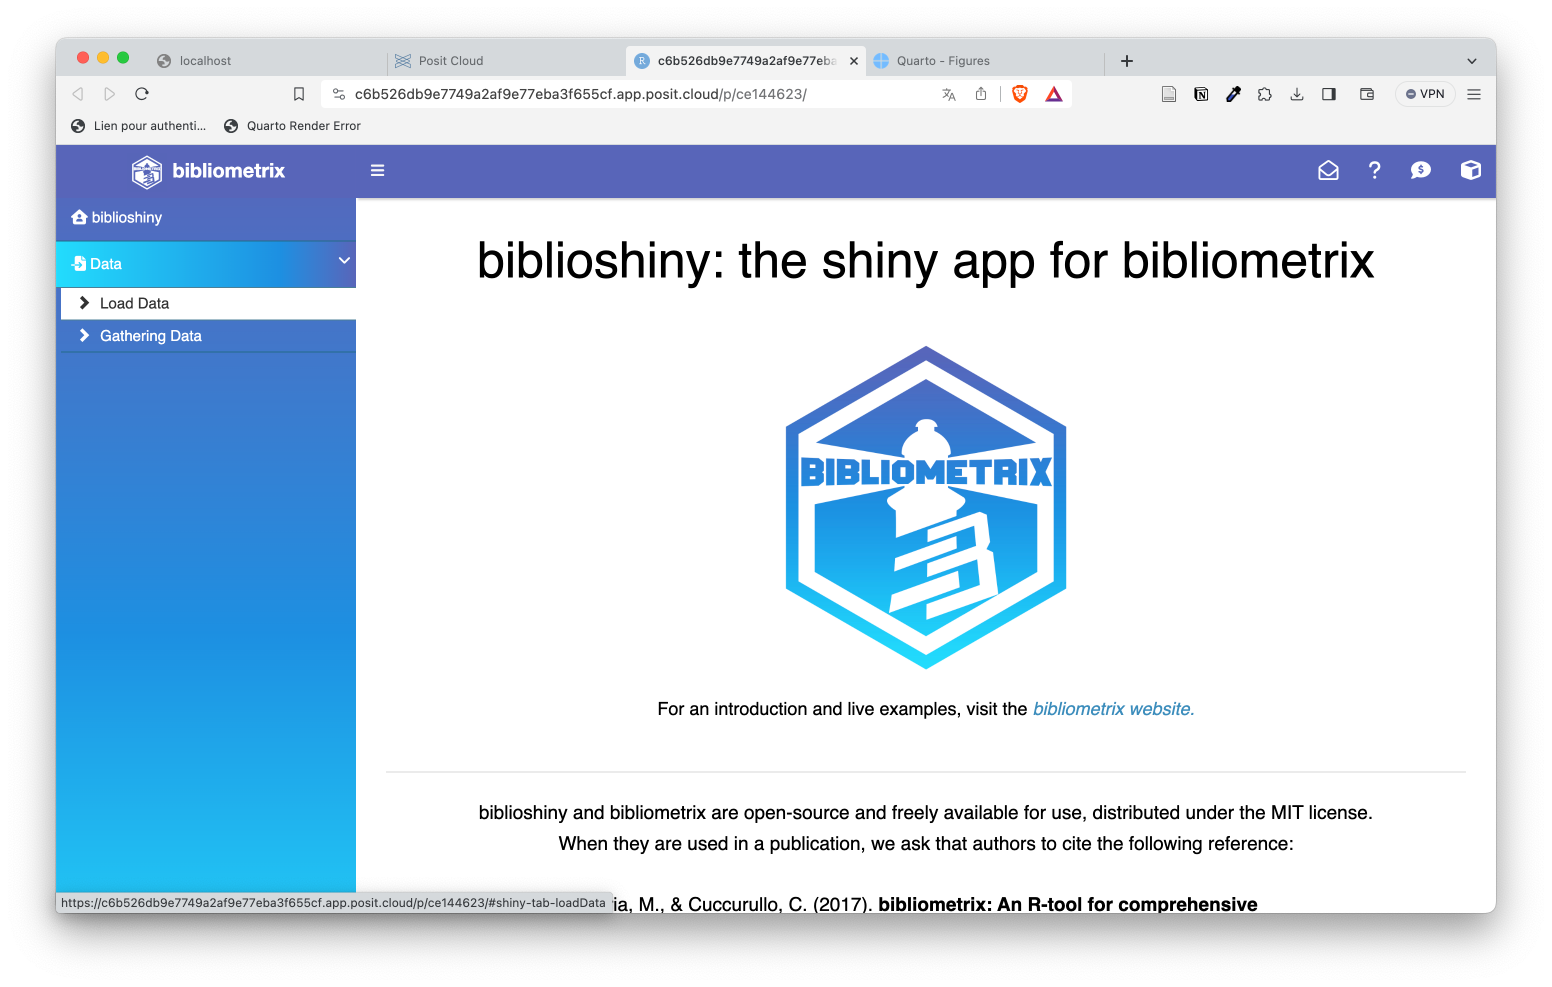 localhost
Posit Cloud
c6b526db9e7749a2af9e77eba
Quarto - Figures
c6b526db9e7749a2af9e77eba3f655cf.app.posit.cloud/p/ce144623/
VPN
Lien pour authenti...
Quarto Render Error
bibliometrix
biblioshiny
Data
Load Data
Gathering Data
biblioshiny: the shiny app for bibliometrix
BIBLIOMETRIX
For an introduction and live examples, visit the bibliometrix website.
biblioshiny and bibliometrix are open-source and freely available for use, distributed under the MIT license.
When they are used in a publication, we ask that authors to cite the following reference:
ia, M., & Cuccurullo, C. (2017). bibliometrix: An R-tool for comprehensive
https://c6b526db9e7749a2af9e77eba3f655cf.app.posit.cloud/p/ce144623/#shiny-tab-loadData